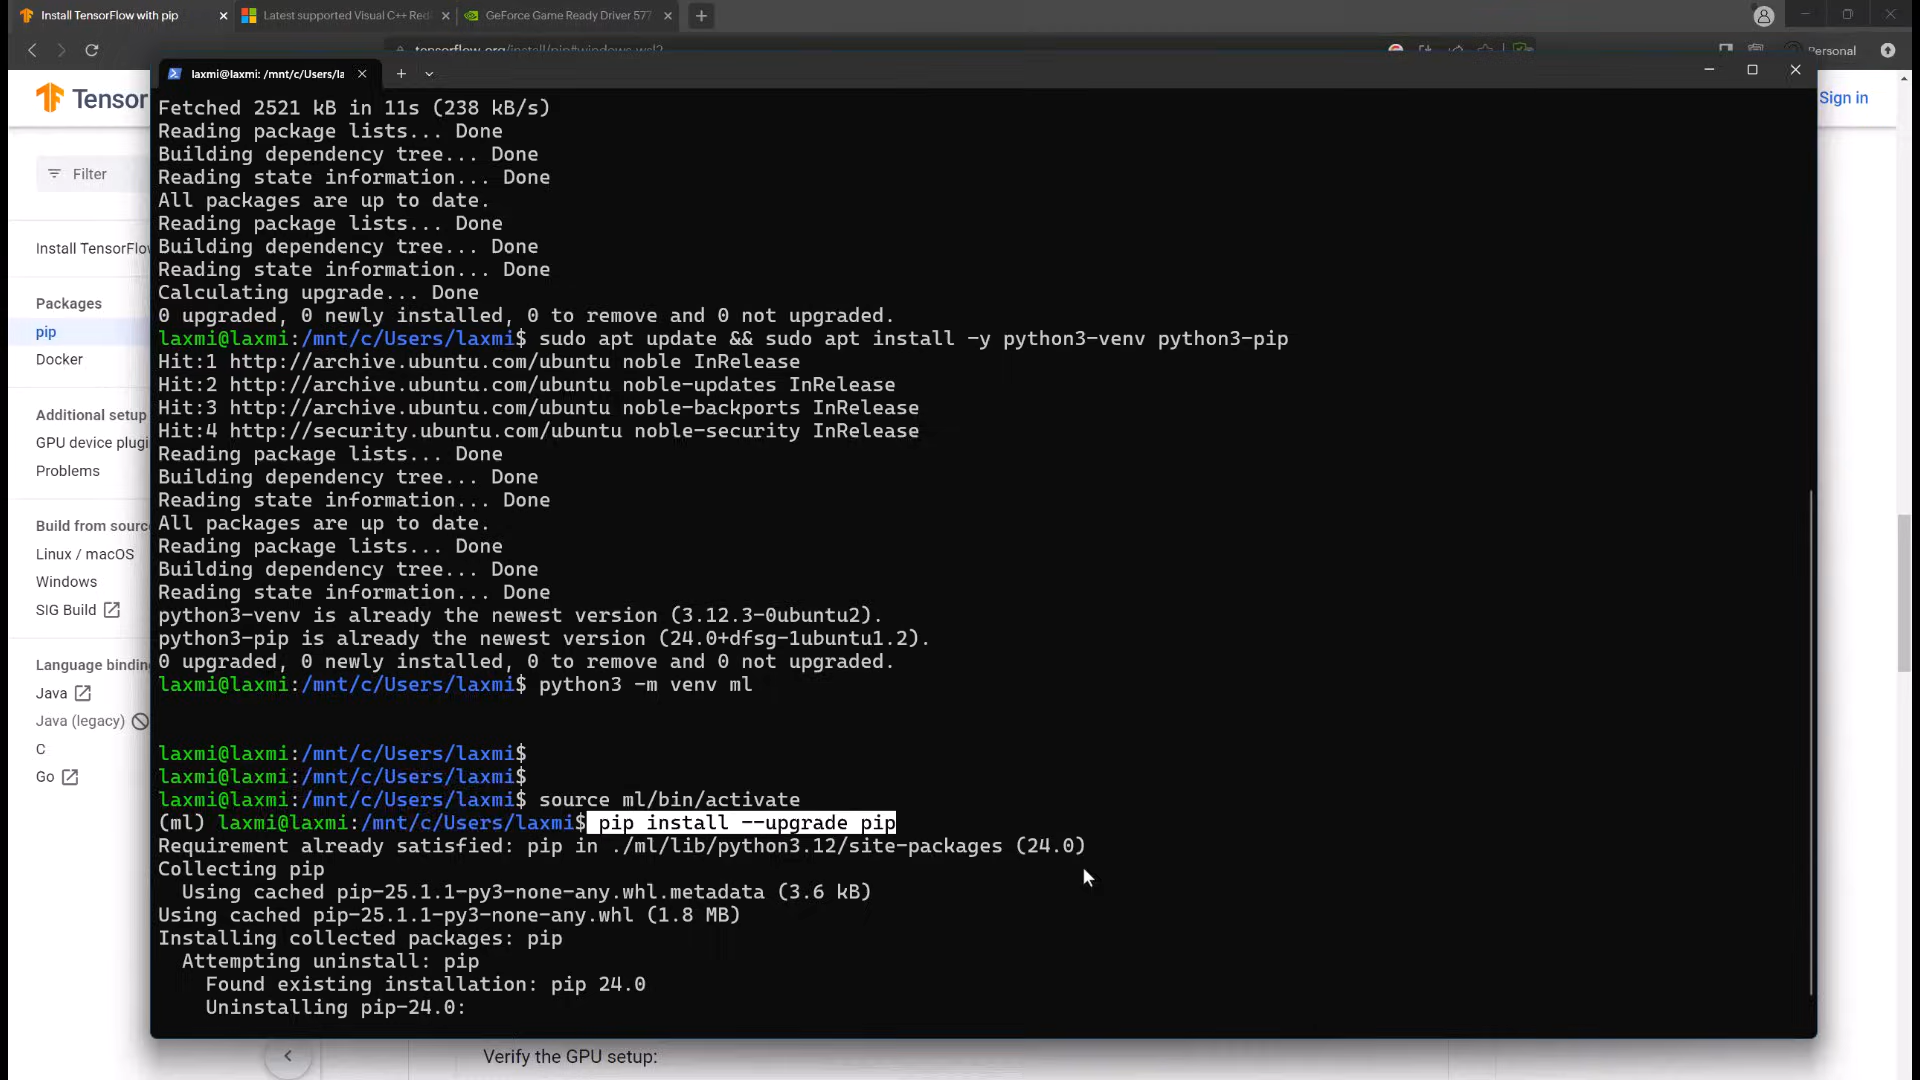 Install TensorFlow with pip
Latest supported Visual C++ Red
GeForce Game Ready Driver 577
tensorflow.org/install/pip#windows-wsl2
Personal
laxmi@laxmi: /mnt/c/Users/la
Tensor
Sign in
Filter
Install TensorFlow
Packages
pip
Docker
Additional setup
GPU device plugi
Problems
Build from source
Linux / macOS
Windows
SIG Build
Language binding
Java
Java (legacy)
C
Go
Fetched 2521 kB in 11s (238 kB/s)
Reading package lists... Done
Building dependency tree... Done
Reading state information... Done
All packages are up to date.
Reading package lists... Done
Building dependency tree... Done
Reading state information... Done
Calculating upgrade... Done
0 upgraded, 0 newly installed, 0 to remove and 0 not upgraded.
laxmi@laxmi:/mnt/c/Users/laxmi$ sudo apt update && sudo apt install -y python3-venv python3-pip
Hit:1 http://archive.ubuntu.com/ubuntu noble InRelease
Hit:2 http://archive.ubuntu.com/ubuntu noble-updates InRelease
Hit:3 http://archive.ubuntu.com/ubuntu noble-backports InRelease
Hit:4 http://security.ubuntu.com/ubuntu noble-security InRelease
Reading package lists... Done
Building dependency tree... Done
Reading state information... Done
All packages are up to date.
Reading package lists... Done
Building dependency tree... Done
Reading state information... Done
python3-venv is already the newest version (3.12.3-0ubuntu2).
python3-pip is already the newest version (24.0+dfsg-1ubuntu1.2).
0 upgraded, 0 newly installed, 0 to remove and 0 not upgraded.
laxmi@laxmi:/mnt/c/Users/laxmi$ python3 -m venv ml
laxmi@laxmi:/mnt/c/Users/laxmi$
laxmi@laxmi:/mnt/c/Users/laxmi$
laxmi@laxmi:/mnt/c/Users/laxmi$ source ml/bin/activate
(ml) laxmi@laxmi:/mnt/c/Users/laxmi$ pip install --upgrade pip
Requirement already satisfied: pip in ./ml/lib/python3.12/site-packages (24.0)
Collecting pip
Using cached pip-25.1.1-py3-none-any.whl.metadata (3.6 kB)
Using cached pip-25.1.1-py3-none-any.whl (1.8 MB)
Installing collected packages: pip
Attempting uninstall: pip
Found existing installation: pip 24.0
Uninstalling pip-24.0:
Verify the GPU setup: